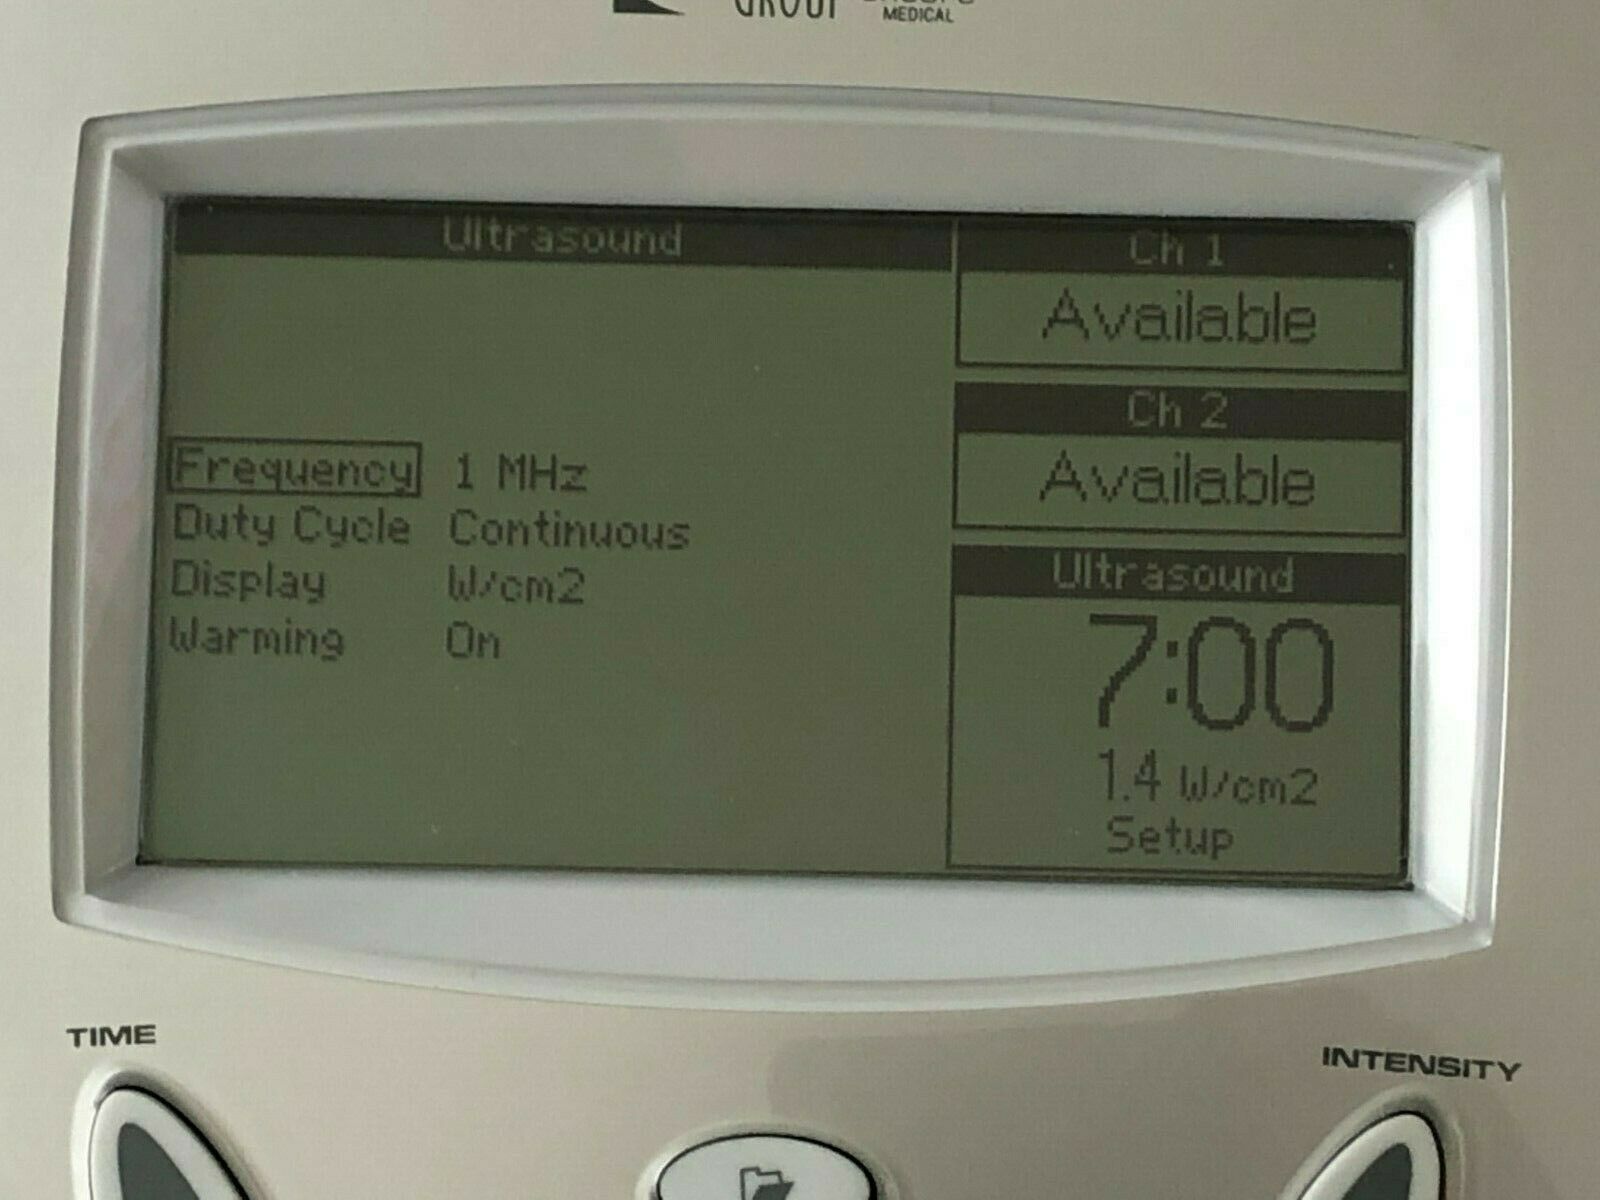 GROUP
MEDICAL
Ultrasound
Frequency 1 MHz
Duty Cycle Continuous
Display W/cm2
Warming On
Ch 1
Available
Ch 2
Available
Ultrasound
7:00
1.4 W/cm2
Setup
TIME
INTENSITY